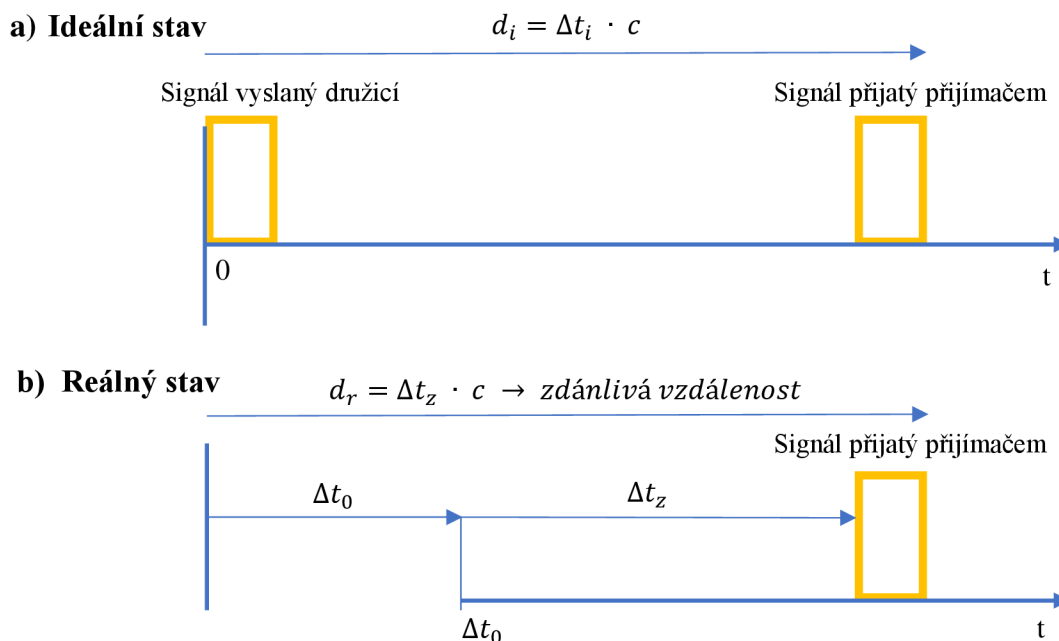 a) Ideální stav
d_i = Δt_i · c
Signál vyslaný družicí
Signál přijatý přijímačem
0
t
b) Reálný stav
d_r = Δt_z · c → zdánlivá vzdálenost
Signál přijatý přijímačem
Δt_0
Δt_z
Δt_0
t